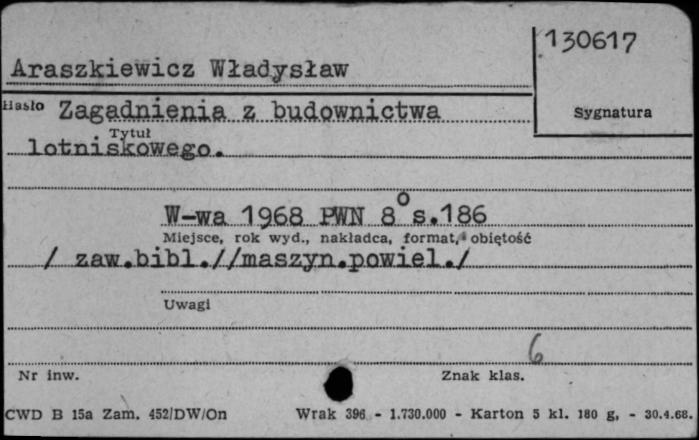 130617
Araszkiewicz Władysław
Hasło Zagadnienia z budownictwa
Sygnatura
Tytuł
lotniskowego.
W-wa 1968 PWN 8° s.186
Miejsce, rok wyd., nakładca, format, objętość
/ zaw.bibl.//maszyn.powiel./
Uwagi
6
Nr inw.
Znak klas.
CWD B 15a Zam. 452/DW/On Wrak 396 - 1.730.000 - Karton 5 kl. 180 g, - 30.4.68.